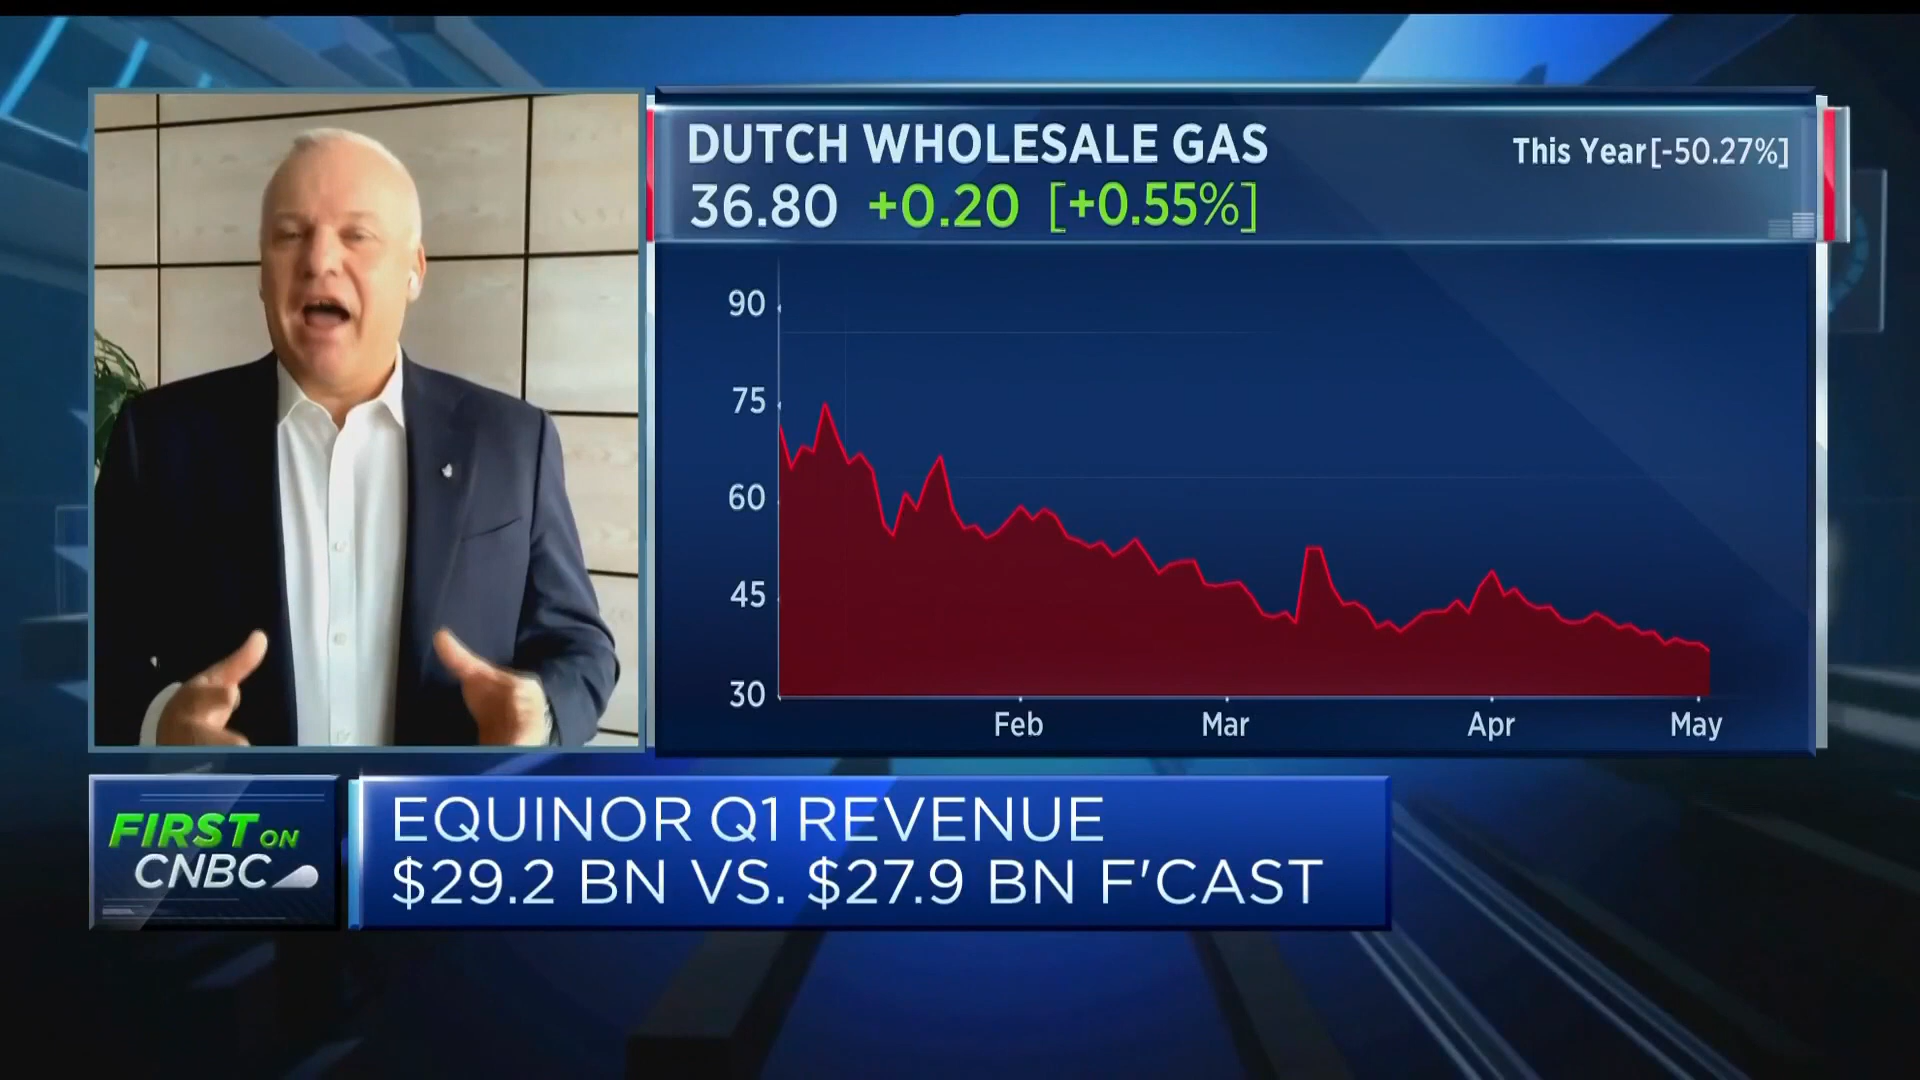 DUTCH WHOLESALE GAS
This Year[-50.27%]
36.80 +0.20 [+0.55%]
90
75
60
45
30
Feb Mar Apr May
FIRST ON
CNBC
EQUINOR Q1 REVENUE
$29.2 BN VS. $27.9 BN F'CAST